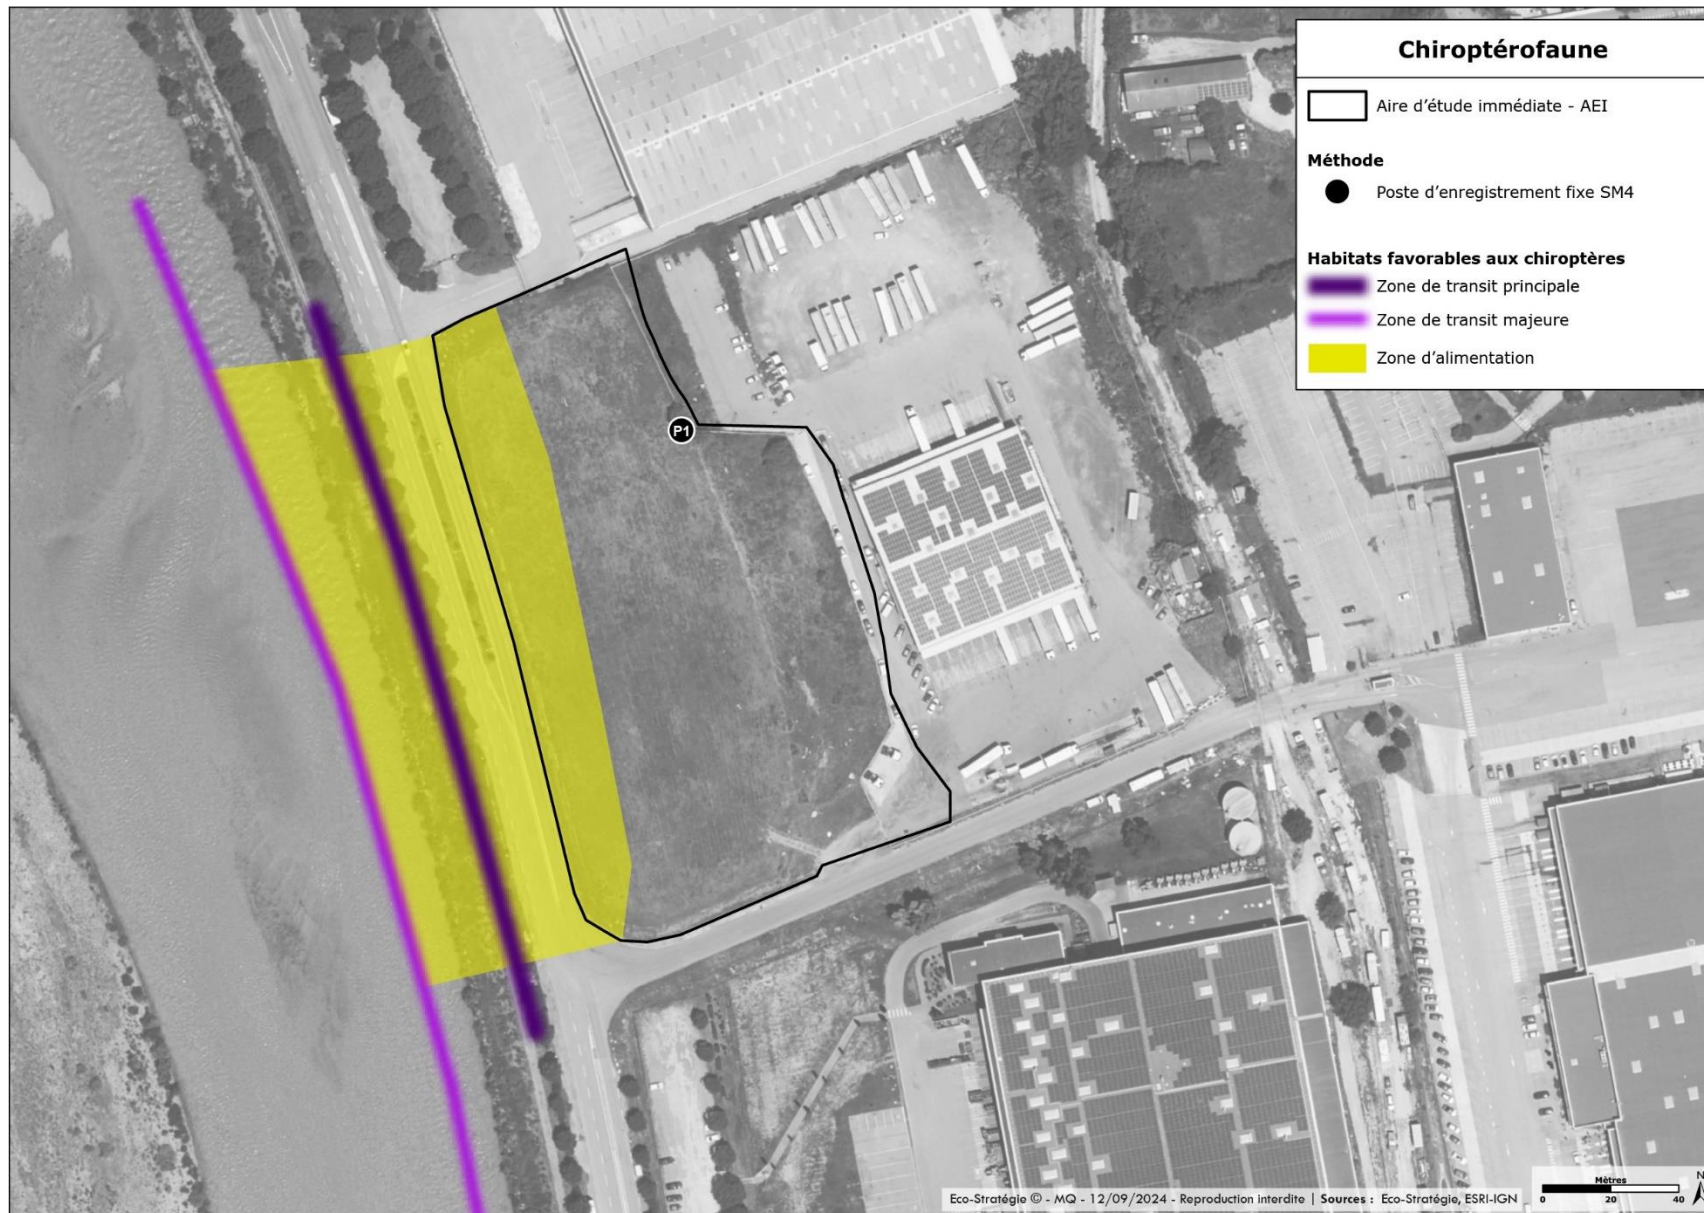 Chiroptérofaune
Aire d'étude immédiate - AEI
Méthode
Poste d'enregistrement fixe SM4
Habitats favorables aux chiroptères
Zone de transit principale
Zone de transit majeure
Zone d'alimentation
P1
Eco-Stratégie © - MQ - 12/09/2024 - Reproduction interdite | Sources : Eco-Stratégie, ESRI-IGN
Mètres
0 20 40
N